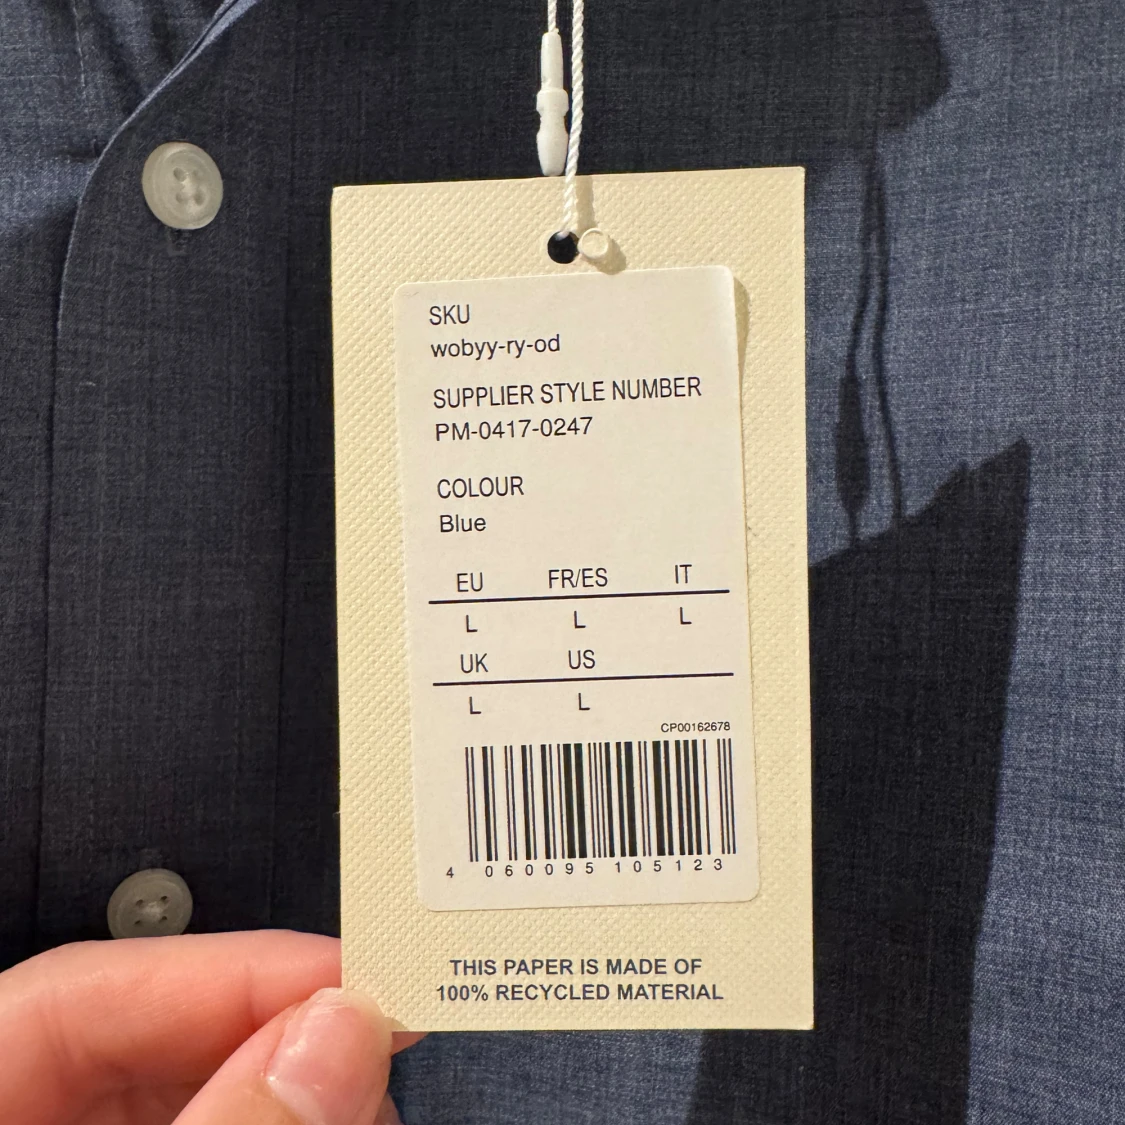 SKU
wobyy-ry-od
SUPPLIER STYLE NUMBER
PM-0417-0247
COLOUR
Blue
EU FR/ES IT
L L L
UK US
L L
CP00162678
4 060095 105123
THIS PAPER IS MADE OF
100% RECYCLED MATERIAL